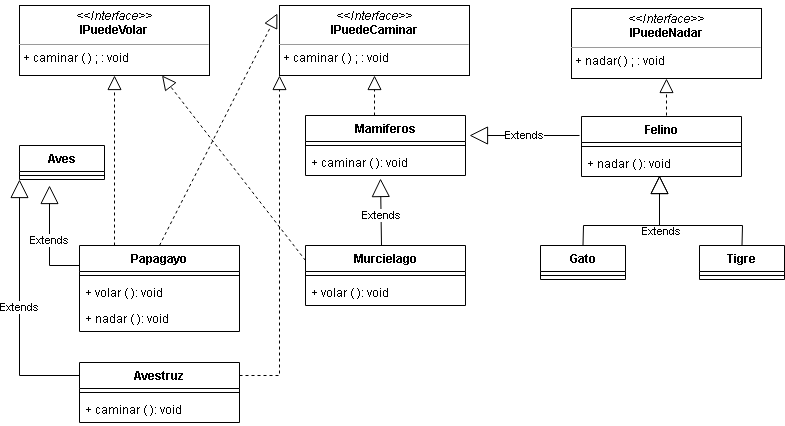 <<Interface>>
IPuedeVolar
+ caminar ( ) ; : void
<<Interface>>
IPuedeCaminar
+ caminar ( ) ; : void
<<Interface>>
IPuedeNadar
+ nadar( ) ; : void
Aves
Mamiferos
+ caminar ( ): void
Extends
Felino
+ nadar ( ): void
Extends
Extends
Extends
Papagayo
+ volar ( ): void
+ nadar ( ): void
Murcielago
+ volar ( ): void
Gato
Tigre
Extends
Avestruz
+ caminar ( ): void